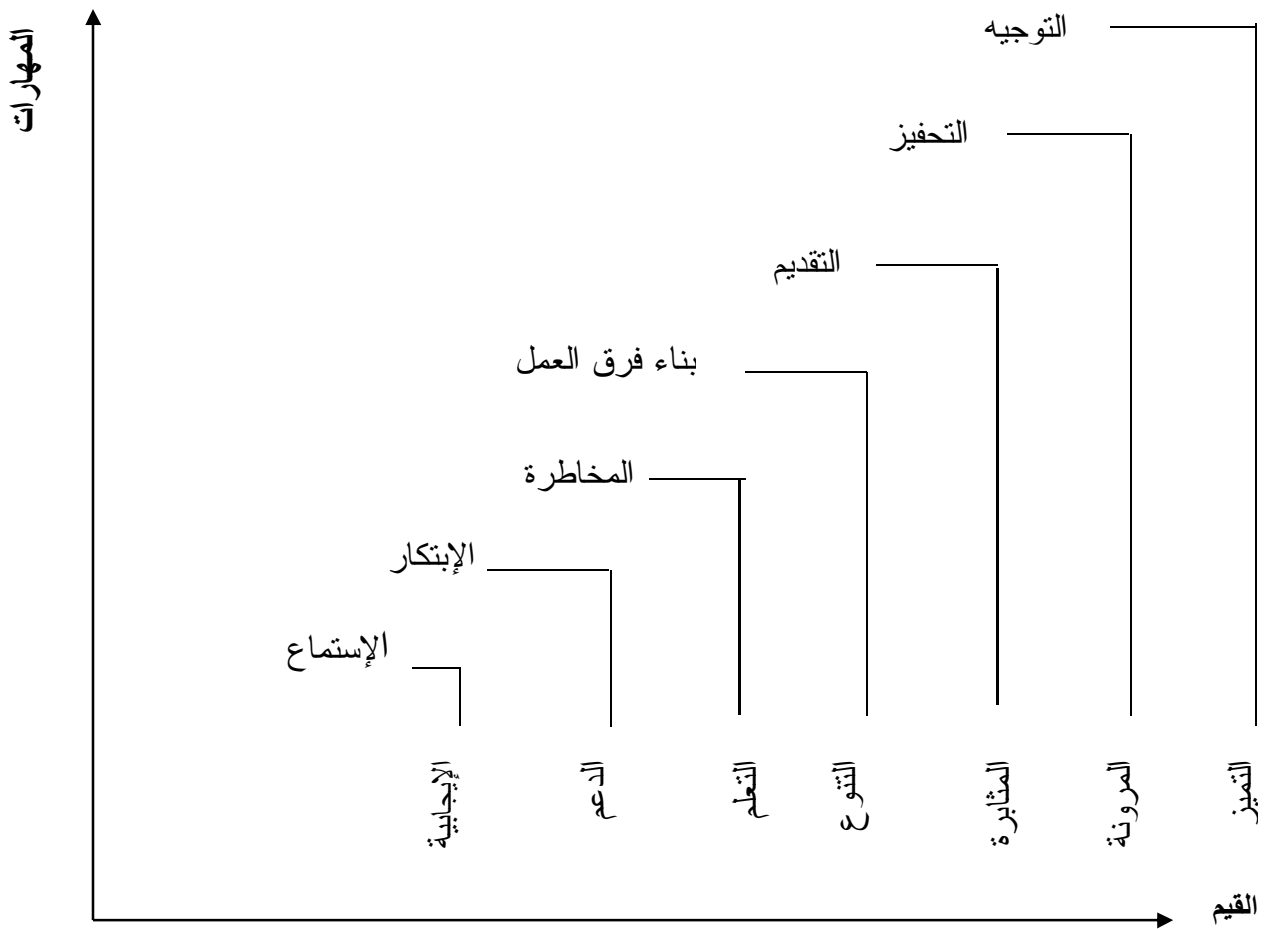 المهارات
التوجيه
التحفيز
التقديم
بناء فرق العمل
المخاطرة
الإبتكار
الإستماع
الإيجابية
الدعم
التعلم
التنوع
المثابرة
المرونة
التميز
القيم